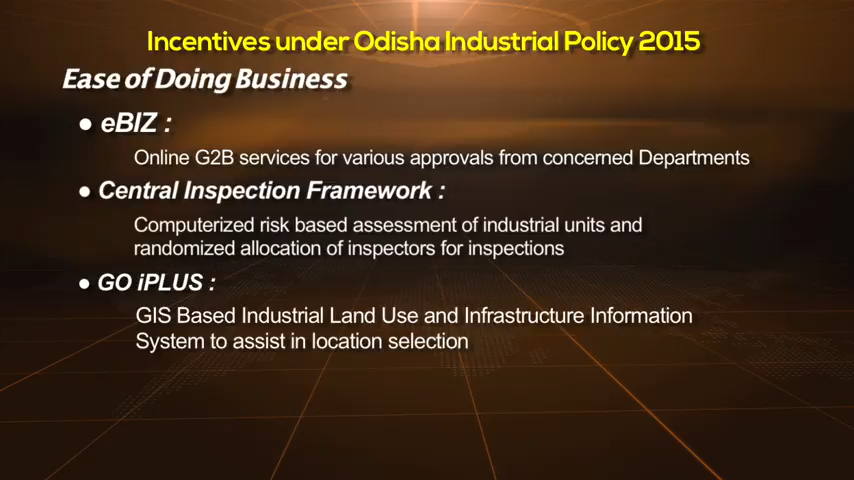 Incentives under Odisha Industrial Policy 2015
Ease of Doing Business
● eBIZ :
Online G2B services for various approvals from concerned Departments
● Central Inspection Framework :
Computerized risk based assessment of industrial units and
randomized allocation of inspectors for inspections
● GO iPLUS :
GIS Based Industrial Land Use and Infrastructure Information
System to assist in location selection